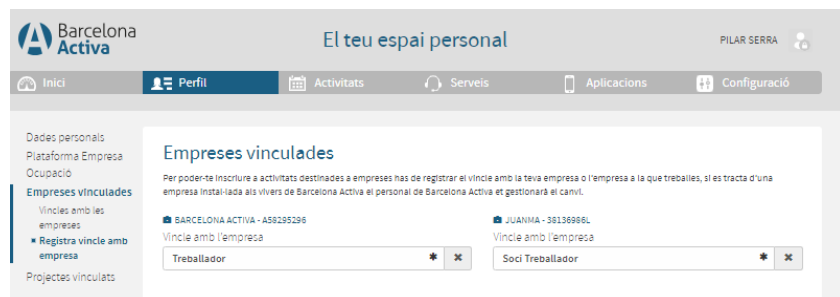 Barcelona
Activa
El teu espai personal
PILAR SERRA
Inici
Perfil
Activitats
Serveis
Aplicacions
Configuració
Dades personals
Plataforma Empresa
Ocupació
Empreses vinculades
Vincles amb les
empreses
Registra vincle amb
empresa
Projectes vinculats
Empreses vinculades
Per poder-te inscriure a activitats destinades a empreses has de registrar el vincle amb la teva empresa o l'empresa a la que treballes, si es tracta d'una
empresa instal·lada als vivers de Barcelona Activa el personal de Barcelona Activa et gestionarà el canvi.
BARCELONA ACTIVA - A58295296
Vincle amb l'empresa
Treballador
JUANMA - 38136986L
Vincle amb l'empresa
Soci Treballador